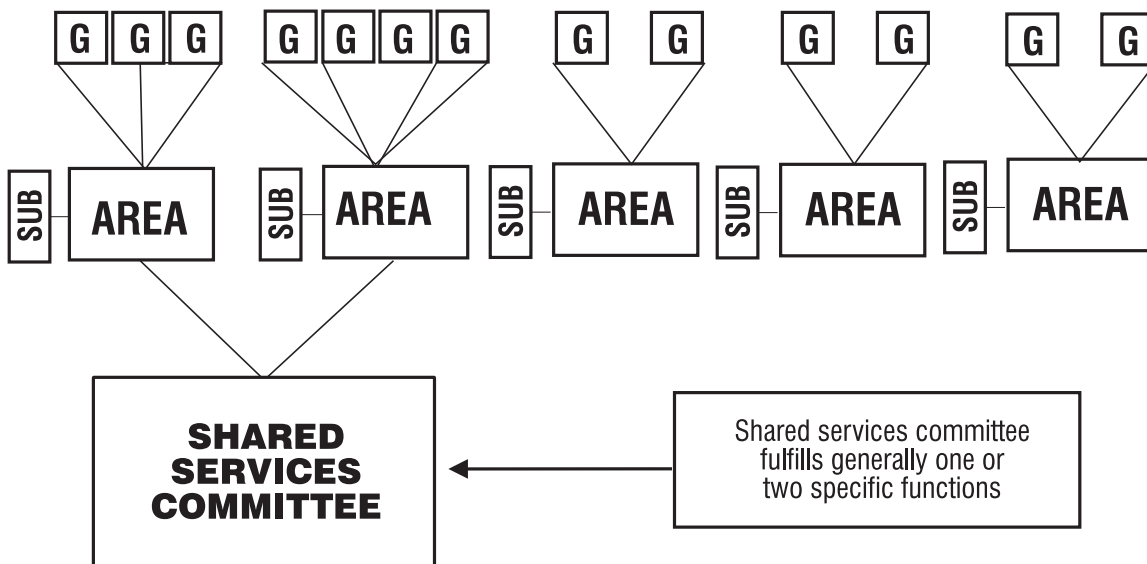 G G G G G G G G G G G G G
SUB AREA SUB AREA SUB AREA SUB AREA SUB AREA
SHARED
SERVICES
COMMITTEE
Shared services committee
fulfills generally one or
two specific functions